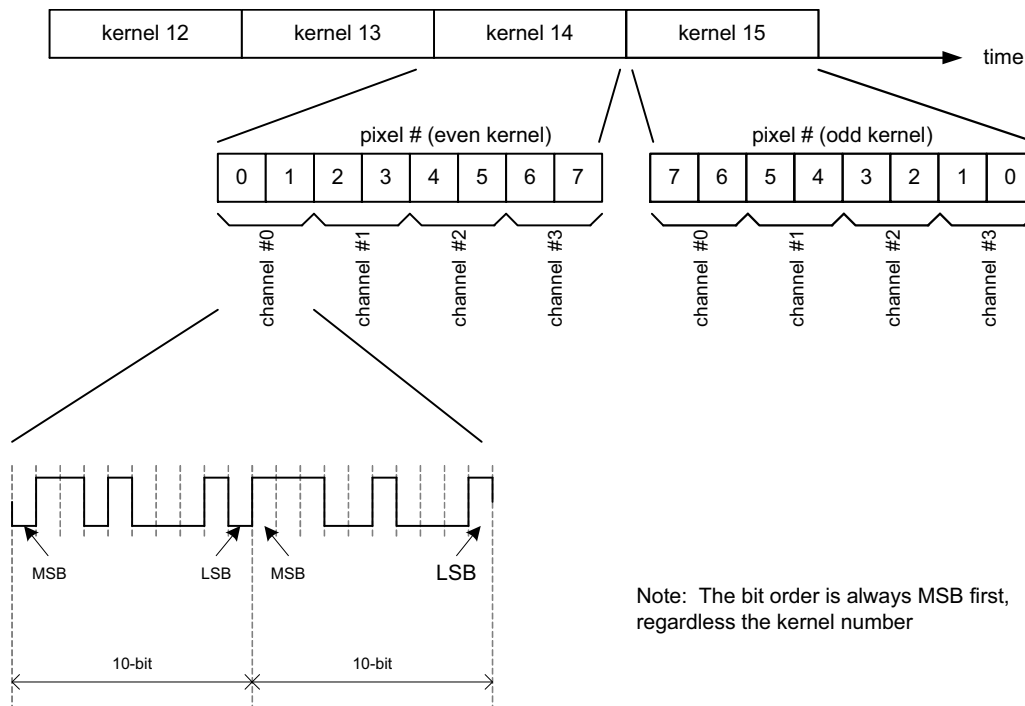 kernel 12 kernel 13 kernel 14 kernel 15
time
pixel # (even kernel) pixel # (odd kernel)
0 1 2 3 4 5 6 7 7 6 5 4 3 2 1 0
channel #0 channel #1 channel #2 channel #3 channel #0 channel #1 channel #2 channel #3
MSB LSB MSB LSB
Note: The bit order is always MSB first,
regardless the kernel number
10-bit 10-bit